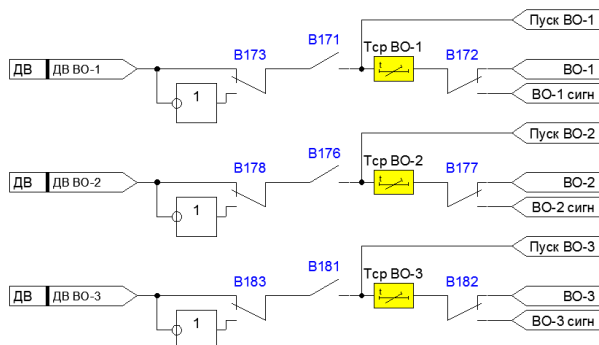 Пуск ВО-1
В171
В173
Тср ВО-1
В172
ДВ ДВ ВО-1
t
ВО-1
1
ВО-1 сигн
Пуск ВО-2
В176
В178
Тср ВО-2
В177
ДВ ДВ ВО-2
t
ВО-2
1
ВО-2 сигн
Пуск ВО-3
В181
В183
Тср ВО-3
В182
ДВ ДВ ВО-3
t
ВО-3
1
ВО-3 сигн